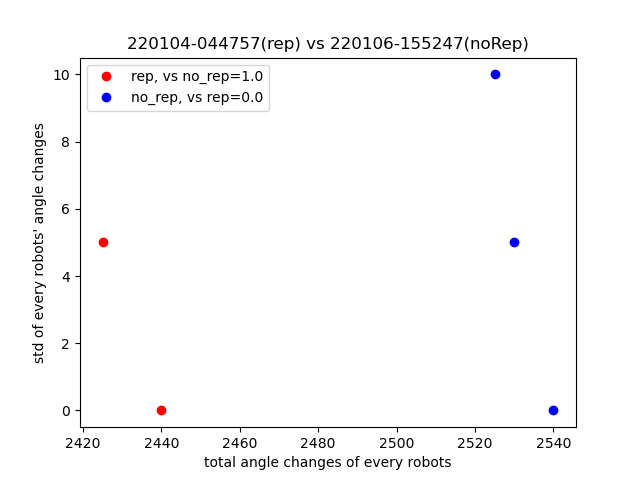 220104-044757(rep) vs 220106-155247(noRep)
rep, vs no_rep=1.0
no_rep, vs rep=0.0
std of every robots' angle changes
10
8
6
4
2
0
2420 2440 2460 2480 2500 2520 2540
total angle changes of every robots